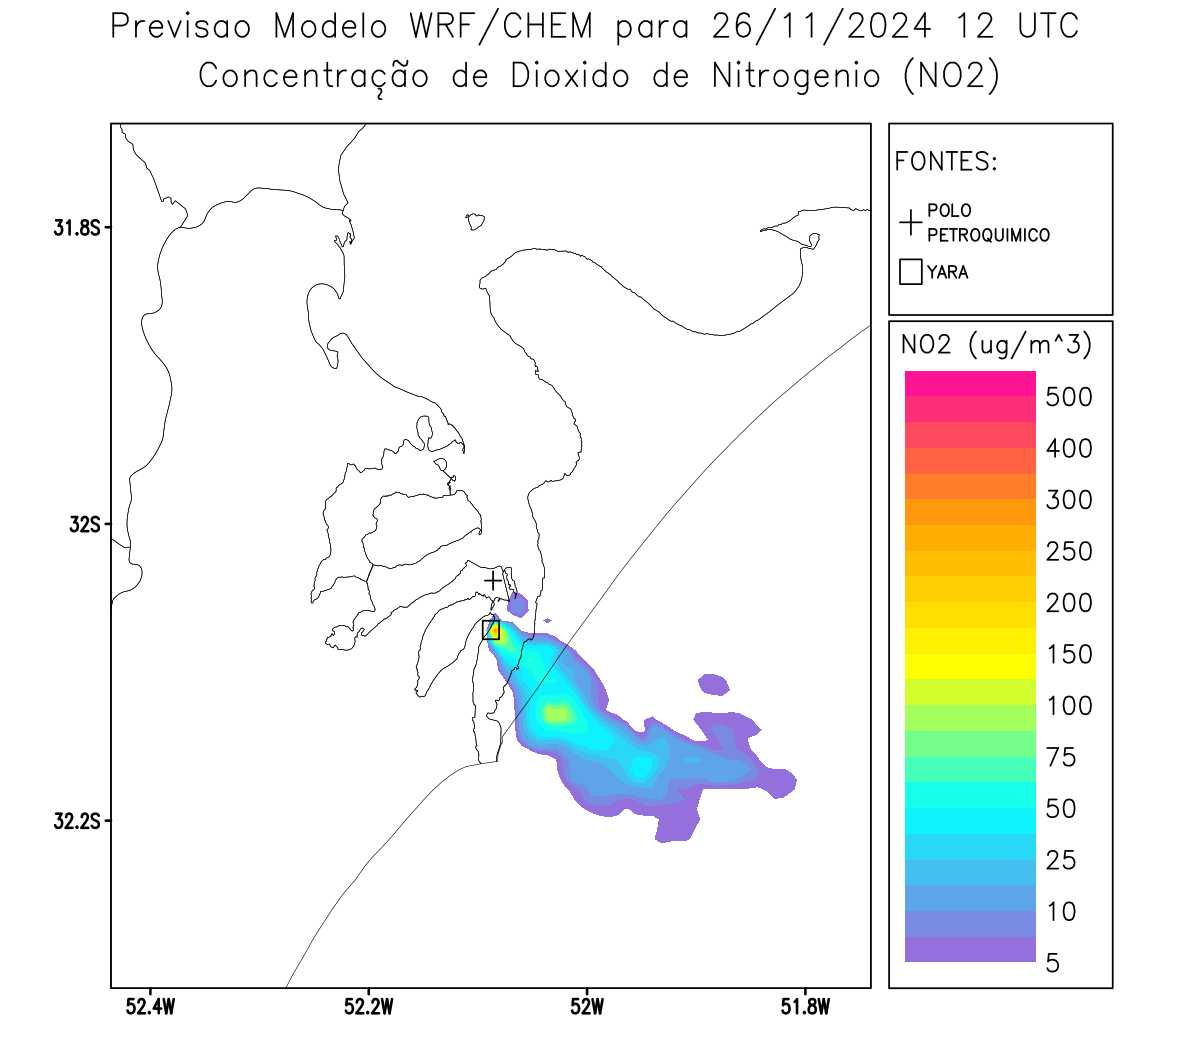 Previsao Modelo WRF/CHEM para 26/11/2024 12 UTC
Concentração de Dioxido de Nitrogenio (NO2)
FONTES:
POLO
PETROQUIMICO
YARA
NO2 (ug/m^3)
500
400
300
250
200
150
100
75
50
25
10
5
31.8S
32S
32.2S
52.4W
52.2W
52W
51.8W